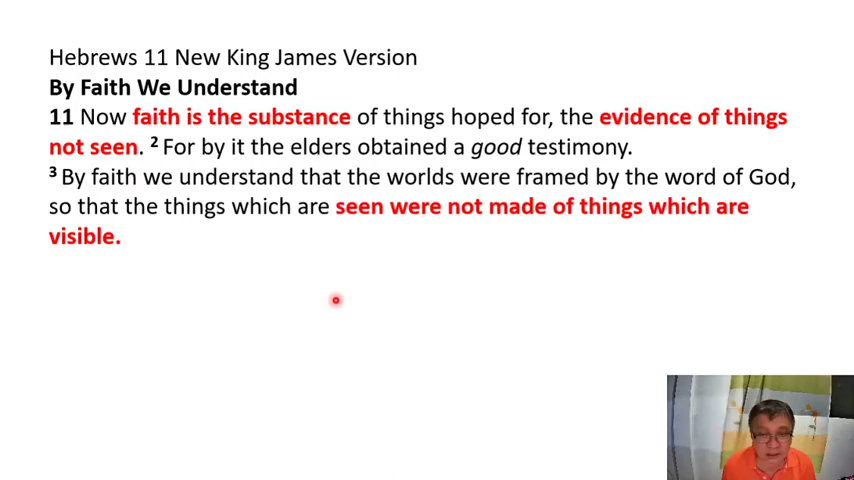 Hebrews 11 New King James Version
By Faith We Understand
11 Now faith is the substance of things hoped for, the evidence of things
not seen. 2 For by it the elders obtained a good testimony.
3 By faith we understand that the worlds were framed by the word of God,
so that the things which are seen were not made of things which are
visible.